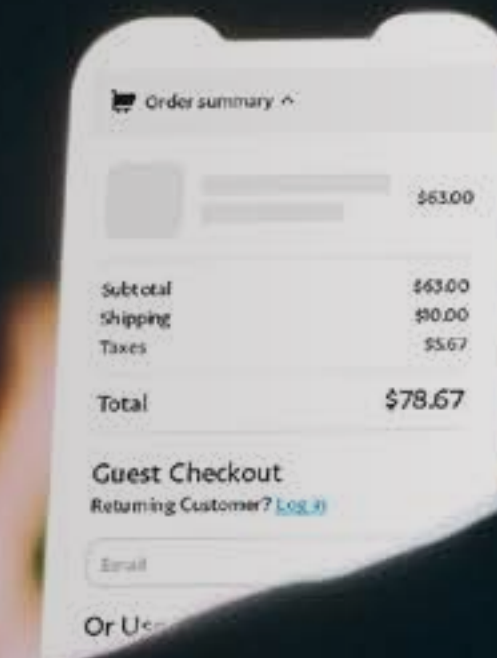 Order summary ^
$63.00
Subtotal $63.00
Shipping $10.00
Taxes $5.67
Total $78.67
Guest Checkout
Returning Customer? Log in
Email
Or